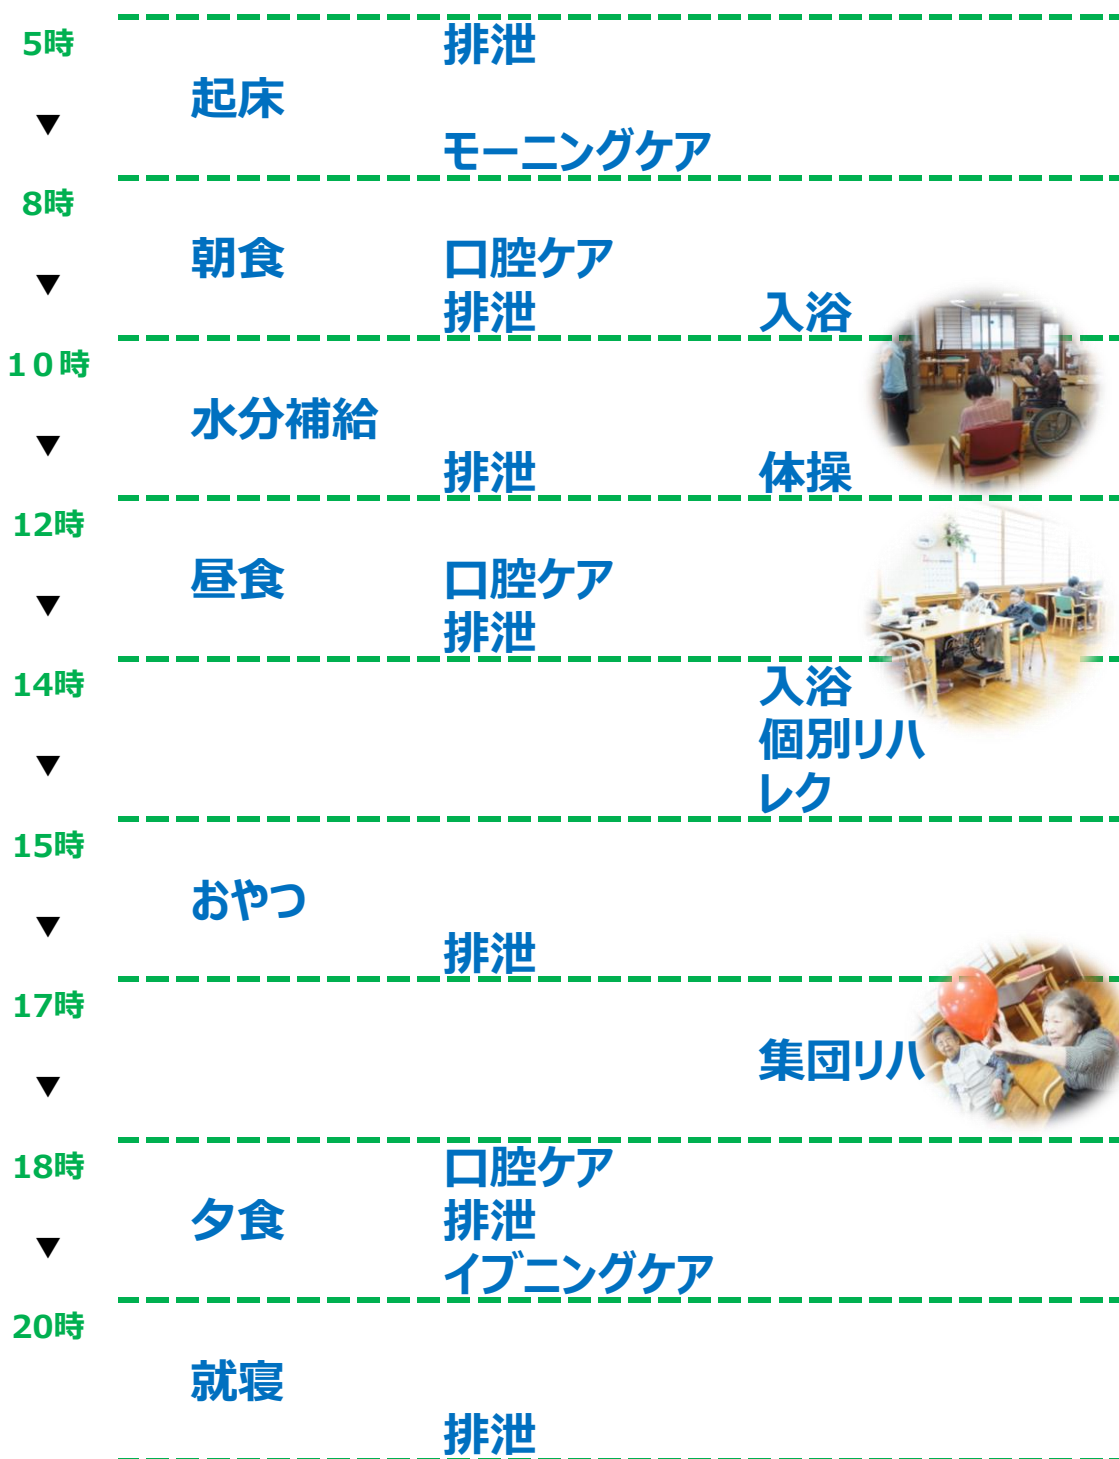 5時
排泄
起床
▼
モーニングケア
8時
朝食 口腔ケア
▼
排泄 入浴
１０時
水分補給
▼
排泄 体操
12時
昼食 口腔ケア
▼
排泄
14時
入浴
個別リハ
▼
レク
15時
おやつ
▼
排泄
17時
集団リハ
▼
18時
口腔ケア
夕食 排泄
▼
イブニングケア
20時
就寝
排泄